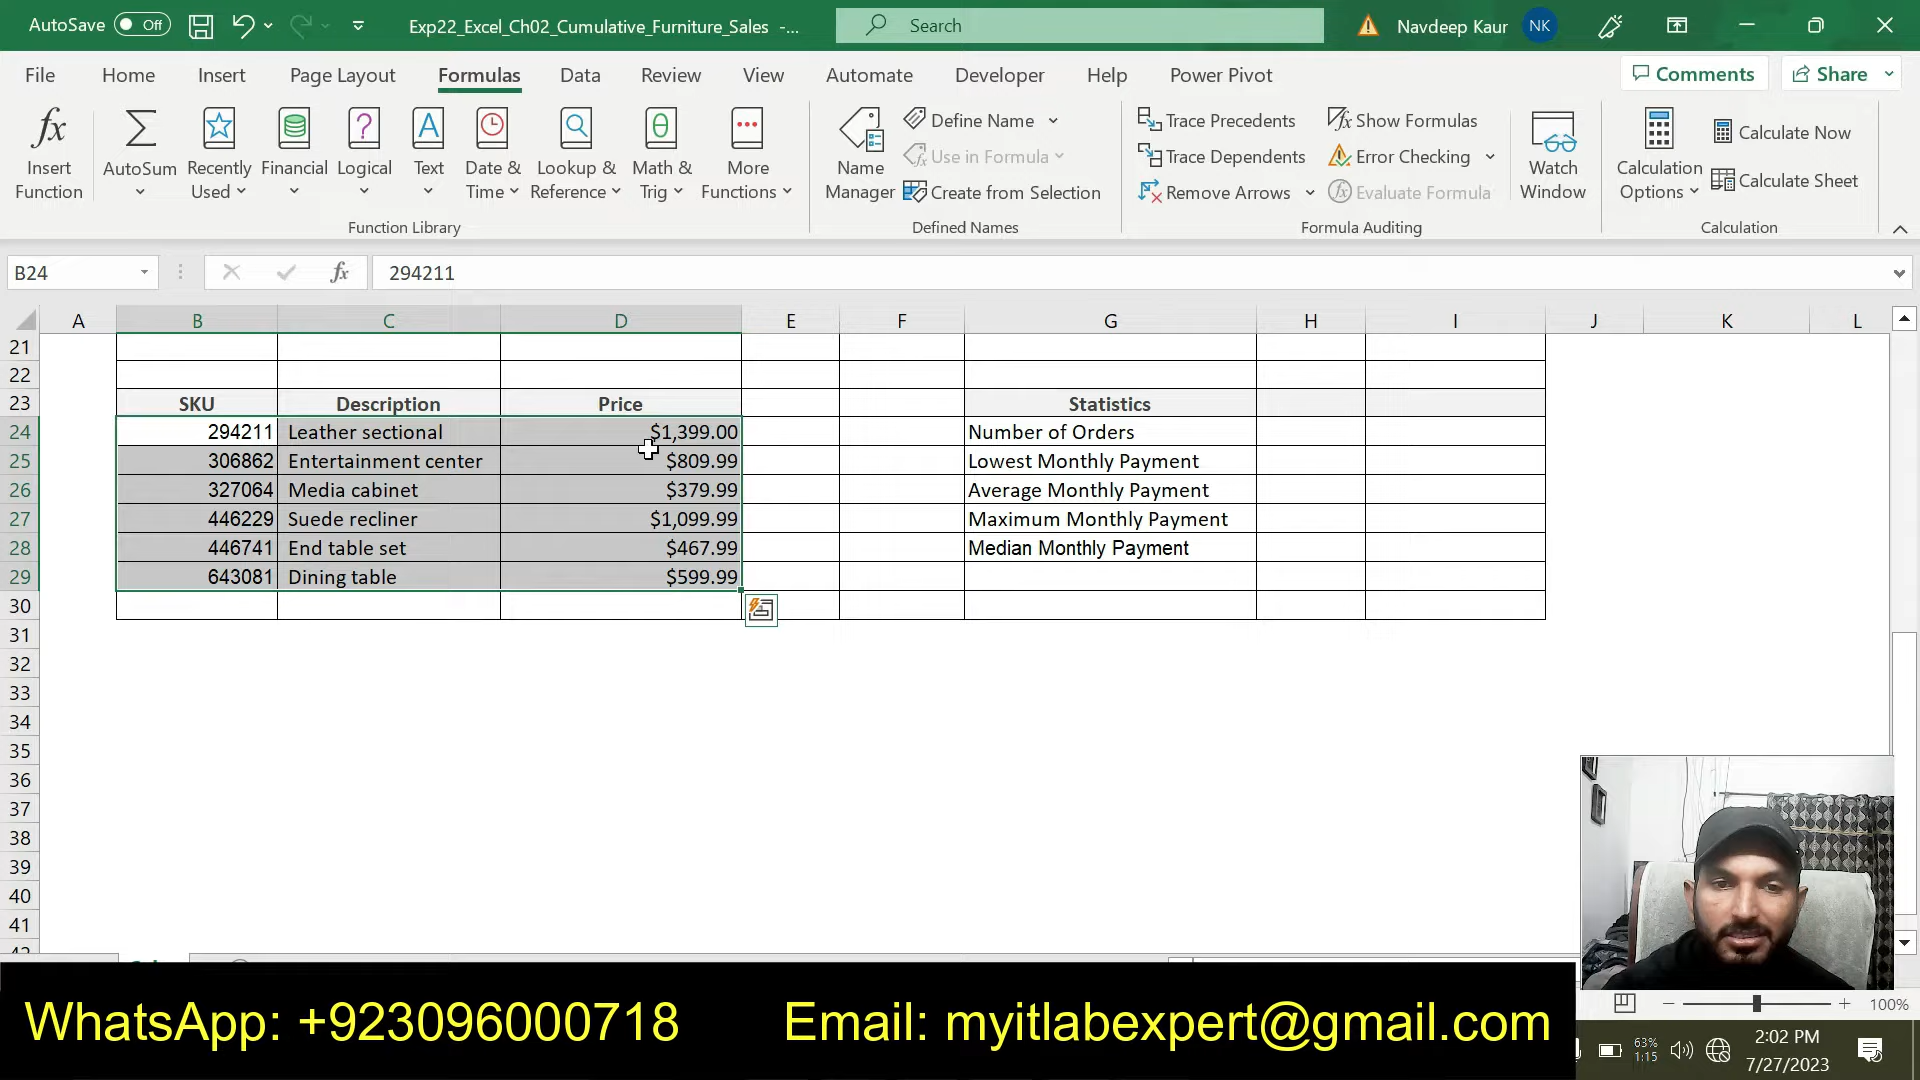 AutoSave Off Exp22_Excel_Ch02_Cumulative_Furniture_Sales -... Search Navdeep Kaur NK
File Home Insert Page Layout Formulas Data Review View Automate Developer Help Power Pivot Comments Share
fx Insert Function
AutoSum
Recently Used
Financial
Logical
Text
Date & Time
Lookup & Reference
Math & Trig
More Functions
Function Library
Name Manager
Define Name
Use in Formula
Create from Selection
Defined Names
Trace Precedents
Trace Dependents
Remove Arrows
Show Formulas
Error Checking
Evaluate Formula
Formula Auditing
Watch Window
Calculation Options
Calculate Now
Calculate Sheet
Calculation
B24 fx 294211
A B C D E F G H I J K L
21
22
23 SKU Description Price Statistics
24 294211 Leather sectional $1,399.00 Number of Orders
25 306862 Entertainment center $809.99 Lowest Monthly Payment
26 327064 Media cabinet $379.99 Average Monthly Payment
27 446229 Suede recliner $1,099.99 Maximum Monthly Payment
28 446741 End table set $467.99 Median Monthly Payment
29 643081 Dining table $599.99
30
31
32
33
34
35
36
37
38
39
40
41
100%
WhatsApp: +923096000718 Email: myitlabexpert@gmail.com
63%
1:15
2:02 PM
7/27/2023